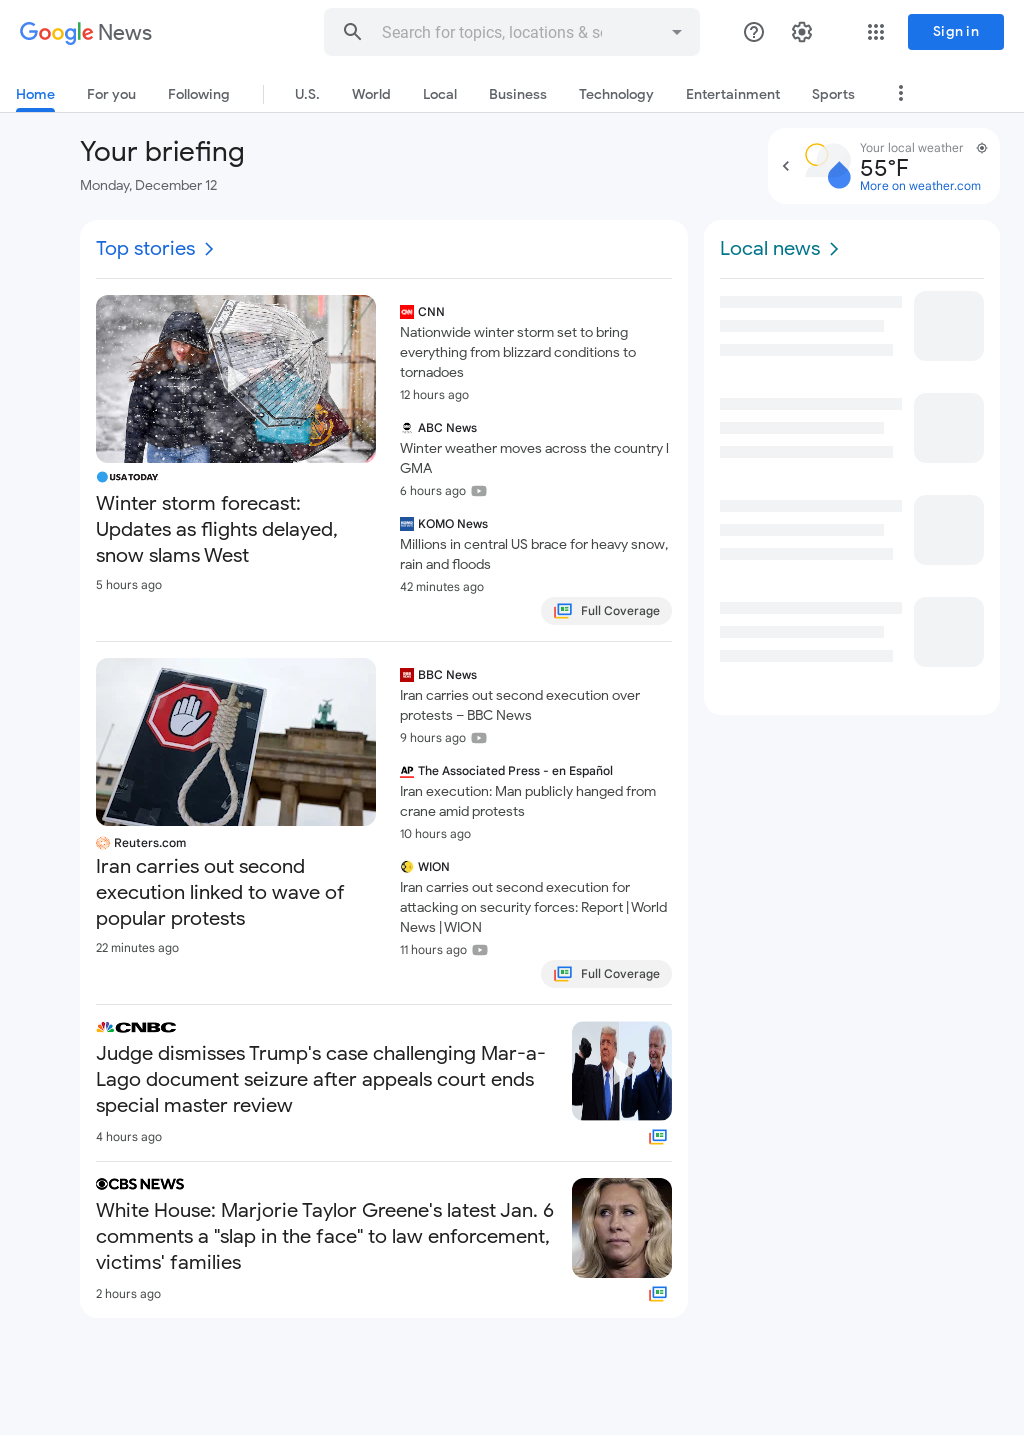 Google News
Search for topics, locations & so
Sign in
Home For you Following U.S. World Local Business Technology Entertainment Sports
Your briefing
Monday, December 12
Your local weather
55°F
More on weather.com
Top stories
USA TODAY
Winter storm forecast:
Updates as flights delayed,
snow slams West
5 hours ago
CNN
Nationwide winter storm set to bring
everything from blizzard conditions to
tornadoes
12 hours ago
ABC News
Winter weather moves across the country l
GMA
6 hours ago
KOMO News
Millions in central US brace for heavy snow,
rain and floods
42 minutes ago
Full Coverage
Reuters.com
Iran carries out second
execution linked to wave of
popular protests
22 minutes ago
BBC News
Iran carries out second execution over
protests – BBC News
9 hours ago
AP
The Associated Press - en Español
Iran execution: Man publicly hanged from
crane amid protests
10 hours ago
WION
Iran carries out second execution for
attacking on security forces: Report | World
News | WION
11 hours ago
Full Coverage
CNBC
Judge dismisses Trump's case challenging Mar-a-
Lago document seizure after appeals court ends
special master review
4 hours ago
CBS NEWS
White House: Marjorie Taylor Greene's latest Jan. 6
comments a "slap in the face" to law enforcement,
victims' families
2 hours ago
Local news